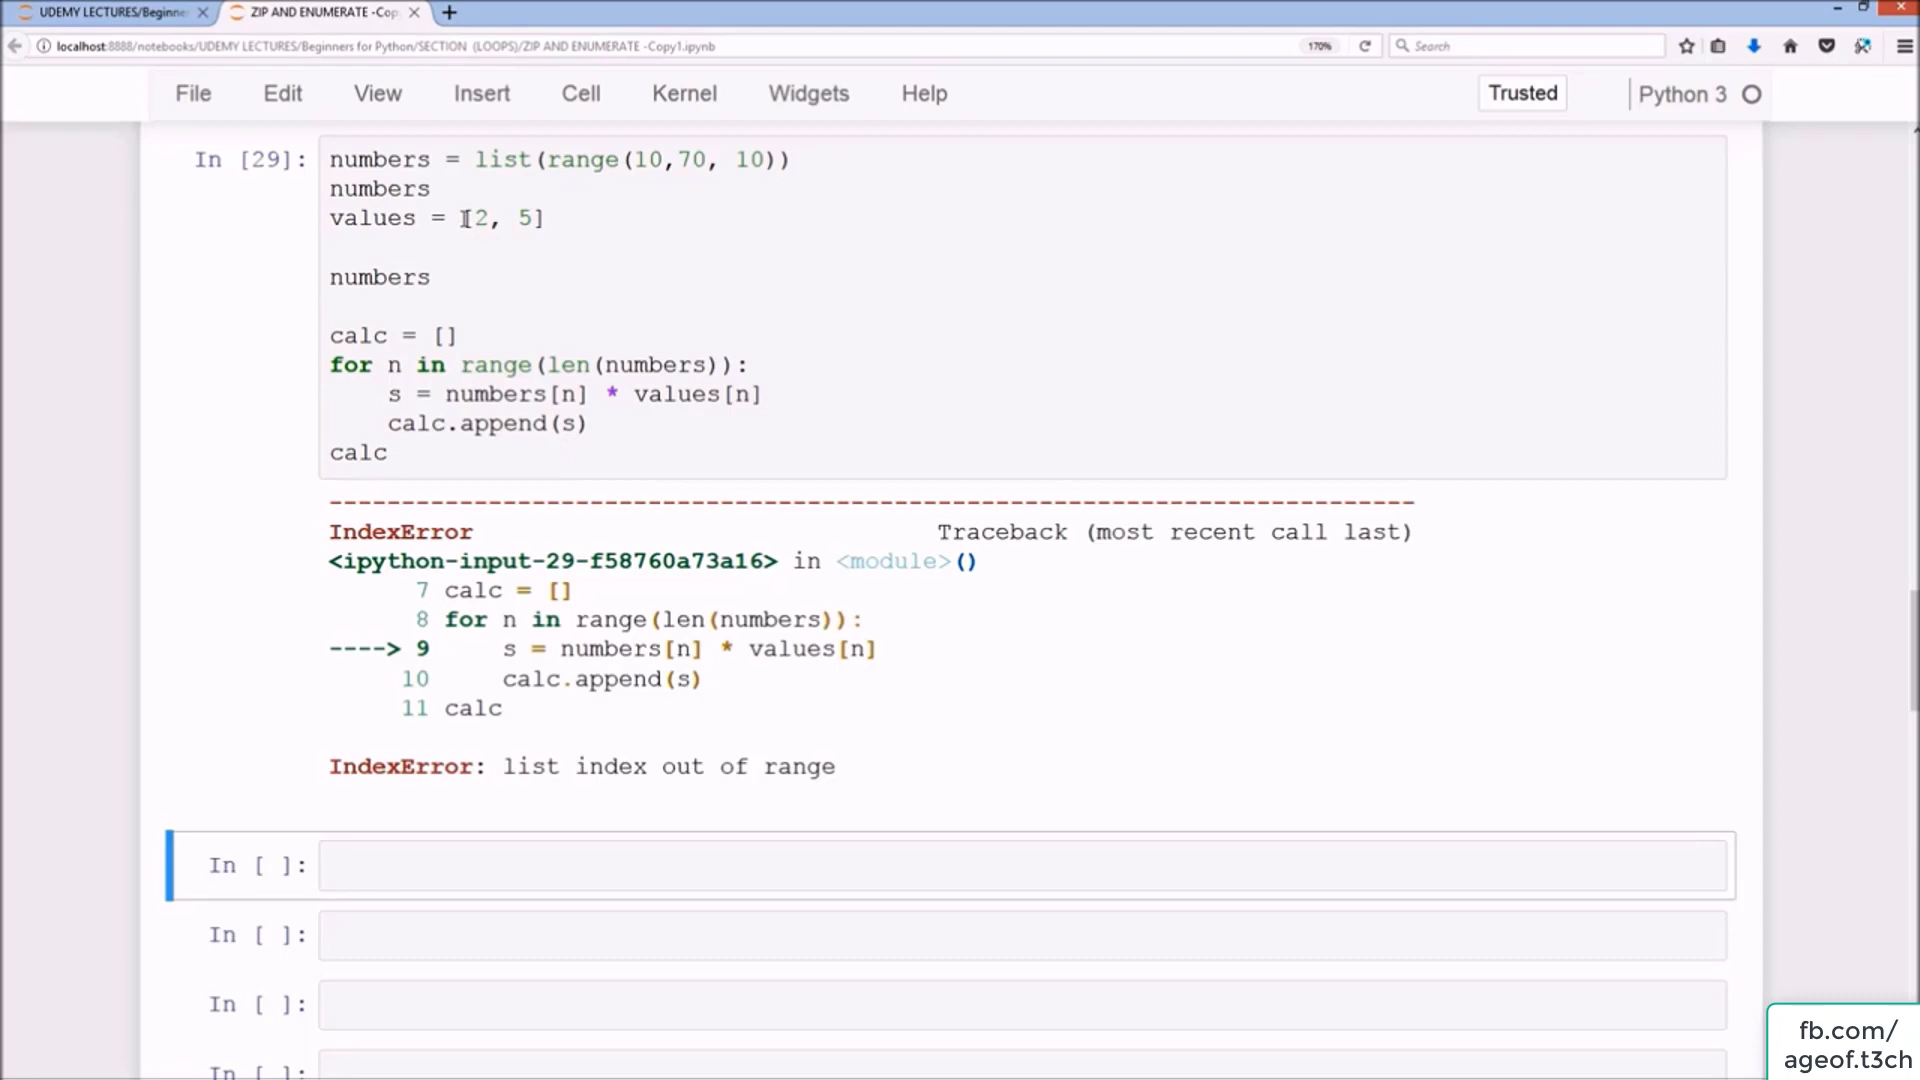 UDEMY LECTURES/Beginne
ZIP AND ENUMERATE -Cop
localhost:8888/notebooks/UDEMY LECTURES/Beginners for Python/SECTION (LOOPS)/ZIP AND ENUMERATE -Copy1.ipynb
170%
Search
File Edit View Insert Cell Kernel Widgets Help
Trusted
Python 3
In [29]:
numbers = list(range(10,70, 10))
numbers
values = [2, 5]
numbers
calc = []
for n in range(len(numbers)):
    s = numbers[n] * values[n]
    calc.append(s)
calc
---------------------------------------------------------------------------
IndexError                                Traceback (most recent call last)
<ipython-input-29-f58760a73a16> in <module>()
      7 calc = []
      8 for n in range(len(numbers)):
----> 9     s = numbers[n] * values[n]
     10     calc.append(s)
     11 calc
IndexError: list index out of range
In [ ]:
In [ ]:
In [ ]:
In [ ]:
fb.com/
ageof.t3ch